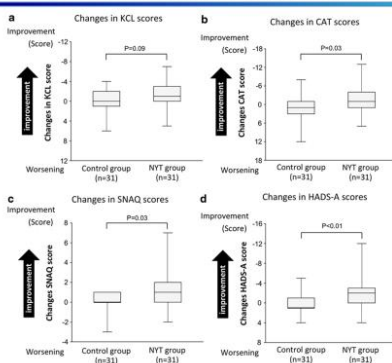 a Changes in KCL scores
Improvement
(Score)
-12
-8
-4
0
4
8
12
P=0.09
improvement
Changes in KCL score
Worsening
Control group
(n=31)
NYT group
(n=31)
b Changes in CAT scores
Improvement
(Score)
-18
-12
-6
0
6
12
18
P=0.03
improvement
Changes CAT score
Worsening
Control group
(n=31)
NYT group
(n=31)
c Changes in SNAQ scores
Improvement
(Score)
8
6
4
2
0
-2
-4
P=0.03
improvement
Changes SNAQ score
Worsening
Control group
(n=31)
NYT group
(n=31)
d Changes in HADS-A scores
Improvement
(Score)
-16
-12
-8
-4
0
4
8
P<0.01
improvement
Changes HADS-A score
Worsening
Control group
(n=31)
NYT group
(n=31)